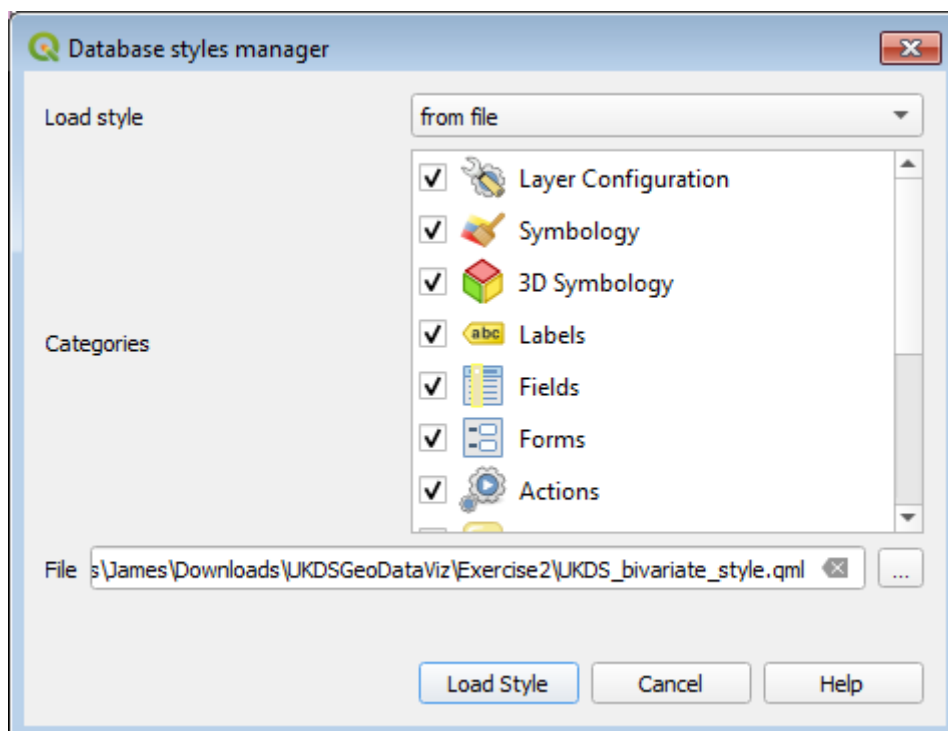 Database styles manager
Load style
from file
Layer Configuration
Symbology
3D Symbology
abc Labels
Categories
Fields
Forms
Actions
File s\James\Downloads\UKDSGeoDataViz\Exercise2\UKDS_bivariate_style.qml ...
Load Style
Cancel
Help